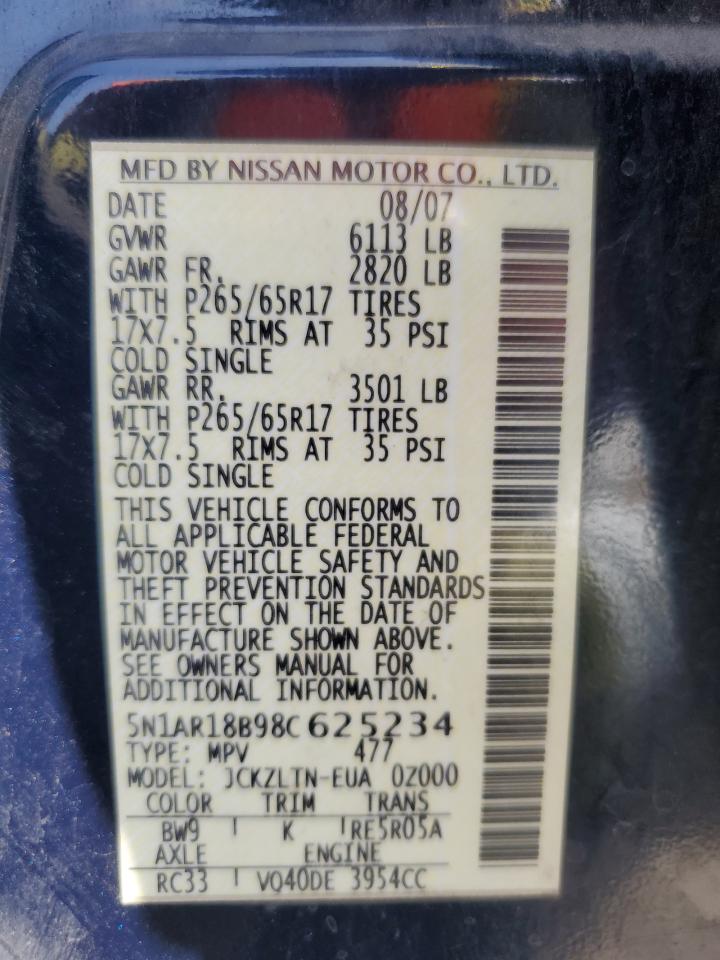 MFD BY NISSAN MOTOR CO., LTD.
DATE 08/07
GVWR 6113 LB
GAWR FR. 2820 LB
WITH P265/65R17 TIRES
17X7.5 RIMS AT 35 PSI
COLD SINGLE
GAWR RR. 3501 LB
WITH P265/65R17 TIRES
17X7.5 RIMS AT 35 PSI
COLD SINGLE
THIS VEHICLE CONFORMS TO
ALL APPLICABLE FEDERAL
MOTOR VEHICLE SAFETY AND
THEFT PREVENTION STANDARDS
IN EFFECT ON THE DATE OF
MANUFACTURE SHOWN ABOVE.
SEE OWNERS MANUAL FOR
ADDITIONAL INFORMATION.
5N1AR18B98C 625234
TYPE: MPV 477
MODEL: JCKZLTN-EUA 0Z000
COLOR TRIM TRANS
BW9 K RE5R05A
AXLE ENGINE
RC33 VQ40DE 3954CC